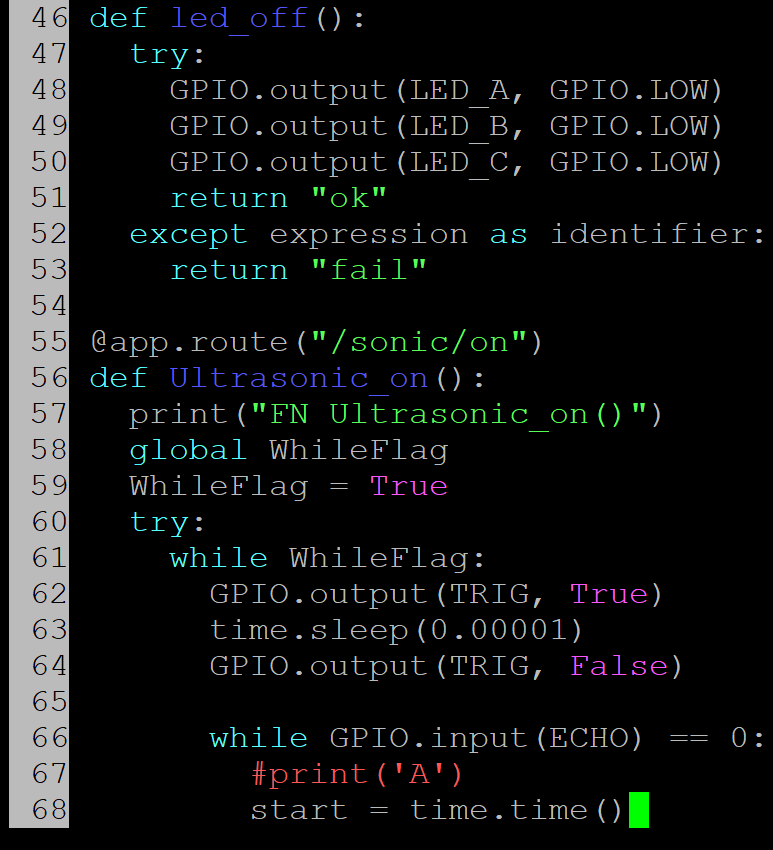 46 def led_off():
47   try:
48     GPIO.output(LED_A, GPIO.LOW)
49     GPIO.output(LED_B, GPIO.LOW)
50     GPIO.output(LED_C, GPIO.LOW)
51     return "ok"
52   except expression as identifier:
53     return "fail"
54
55 @app.route("/sonic/on")
56 def Ultrasonic_on():
57   print("FN Ultrasonic_on()")
58   global WhileFlag
59   WhileFlag = True
60   try:
61     while WhileFlag:
62       GPIO.output(TRIG, True)
63       time.sleep(0.00001)
64       GPIO.output(TRIG, False)
65
66       while GPIO.input(ECHO) == 0:
67         #print('A')
68         start = time.time()